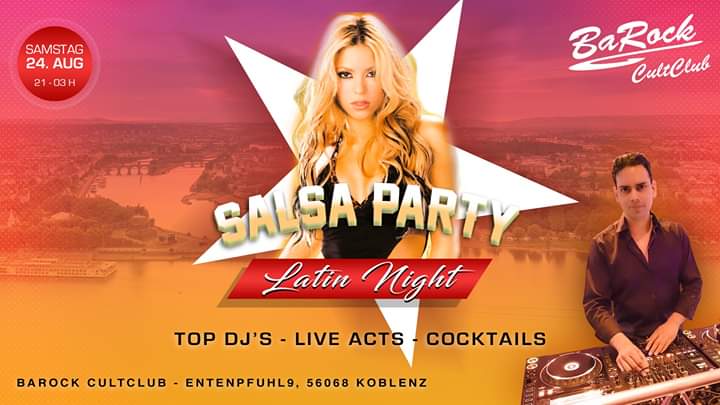 SAMSTAG
24. AUG
21 - 03 H
BaRock
CultClub
SALSA PARTY
Latin Night
TOP DJ'S - LIVE ACTS - COCKTAILS
BAROCK CULTCLUB - ENTENPFUHL9, 56068 KOBLENZ